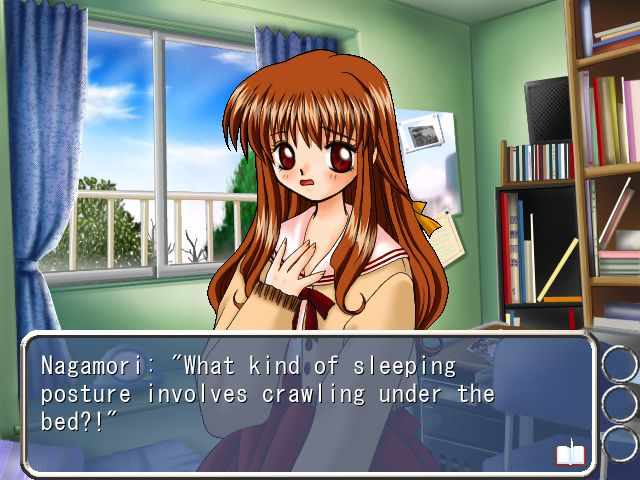 Nagamori: "What kind of sleeping
posture involves crawling under the
bed?!"